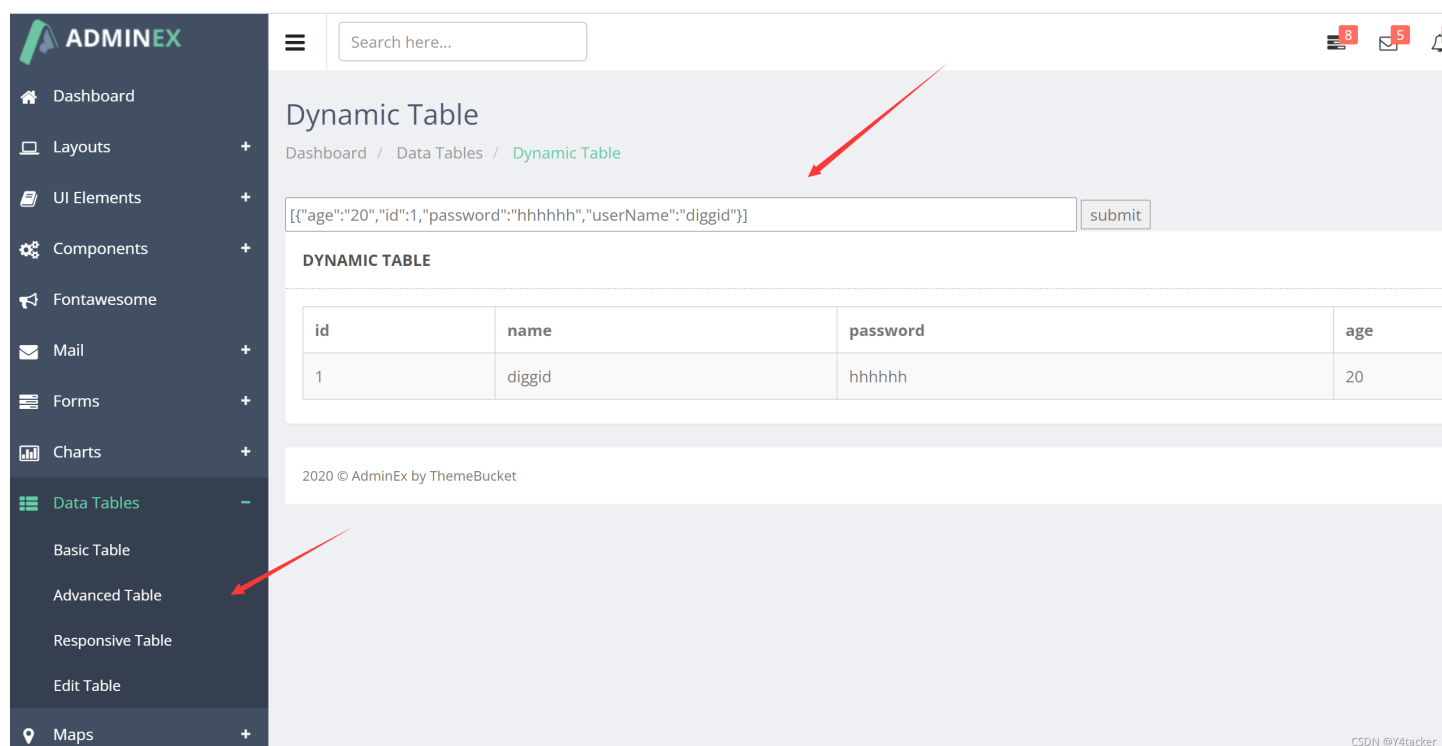 ADMINEX
Search here...
8
5
Dashboard
Layouts
UI Elements
Components
Fontawesome
Mail
Forms
Charts
Data Tables
Basic Table
Advanced Table
Responsive Table
Edit Table
Maps
Dynamic Table
Dashboard / Data Tables / Dynamic Table
[{"age":"20","id":1,"password":"hhhhhh","userName":"diggid"}] submit
DYNAMIC TABLE
id name password age
1 diggid hhhhhh 20
2020 © AdminEx by ThemeBucket
CSDN @Y4tacker